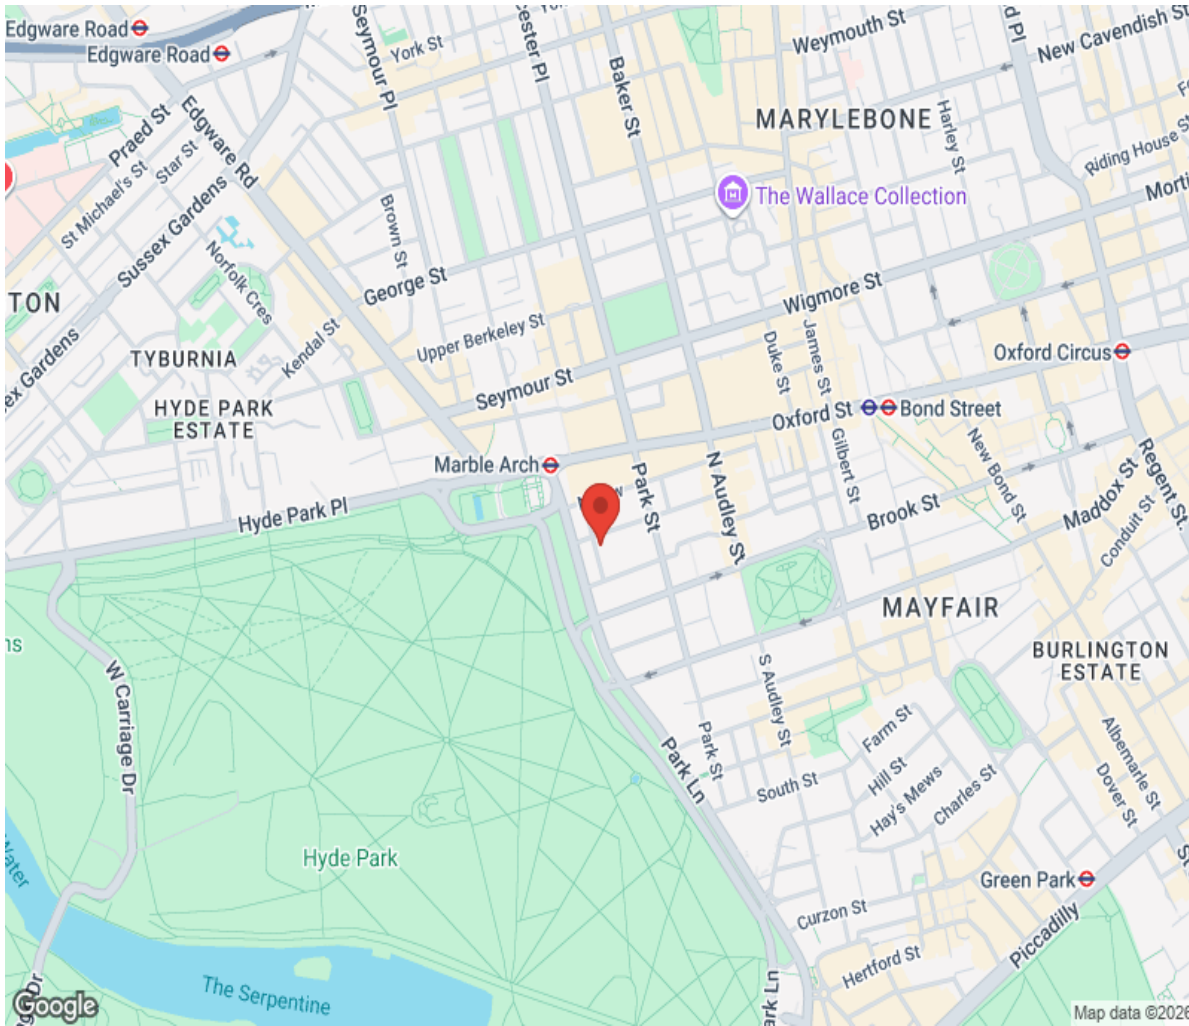 Edgware Road
Edgware Road
Seymour Pl
York St
Baker St
Weymouth St
New Cavendish St
MARYLEBONE
Harley St
Riding House St
Praed St
Star St
St Michael's St
Edgware Rd
Sussex Gardens
Norfolk Cres
Brown St
George St
The Wallace Collection
Wigmore St
Upper Berkeley St
Kendal St
TYBURNIA
HYDE PARK
ESTATE
Seymour St
Duke St
James St
Oxford Circus
Oxford St
Bond Street
Marble Arch
Park St
N Audley St
Gilbert St
New Bond St
Regent St
Maddox St
Conduit St
Brook St
Hyde Park Pl
MAYFAIR
BURLINGTON
ESTATE
W Carriage Dr
S Audley St
Park St
Park Ln
Farm St
Hill St
Hay's Mews
Charles St
South St
Albemarle St
Dover St
Hyde Park
Green Park
Piccadilly
Curzon St
Hertford St
The Serpentine
Google
Map data ©2026